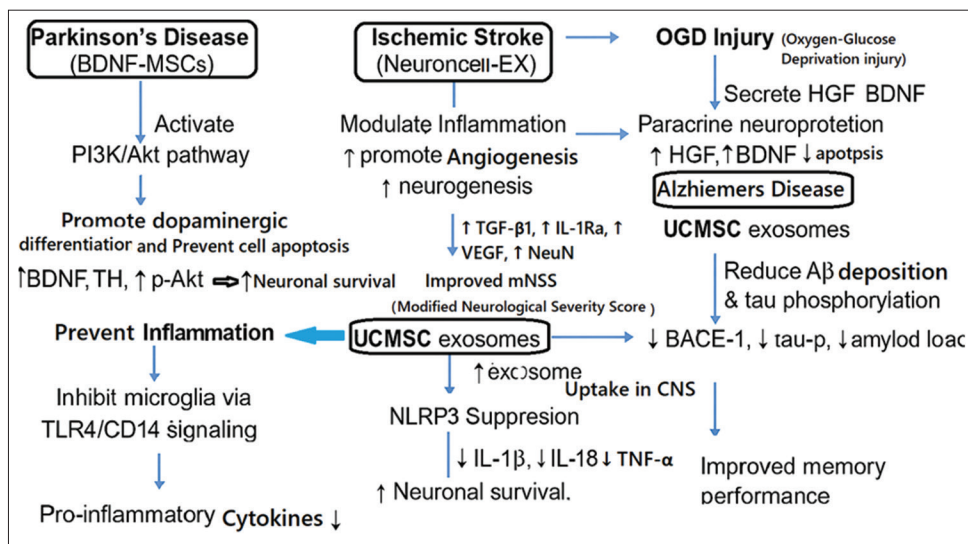 Parkinson's Disease
(BDNF-MSCs)
Activate
PI3K/Akt pathway
Promote dopaminergic
differentiatior and Prevent cell apoptosis
↑BDNF, TH, ↑ p-Akt ⇨ ↑Neuronal survival
Prevent Inflammation
Inhibit microglia via
TLR4/CD14 signaling
Pro-inflammatory Cytokines ↓
Ischemic Stroke
(Neuroncell-EX)
Modulate Inflammation
↑ promote Angiogenesis
↑ neurogenesis
↑ TGF-β1, ↑ IL-1Ra, ↑
VEGF, ↑ NeuN
Improved mNSS
(Modified Neurological Severity Score )
UCMSC exosomes
↑ exosome
NLRP3 Suppresion
↓ IL-1β, ↓ IL-18 ↓ TNF-α
↑ Neuronal survival.
OGD Injury (Oxygen-Glucose
Deprivation injury)
Secrete HGF BDNF
Paracrine neuroprotetion
↑ HGF, ↑BDNF ↓ apotpsis
Alzhiemers Disease
UCMSC exosomes
Reduce Aβ deposition
& tau phosphorylation
↓ BACE-1, ↓ tau-p, ↓amylod loac
Uptake in CNS
Improved memory
performance